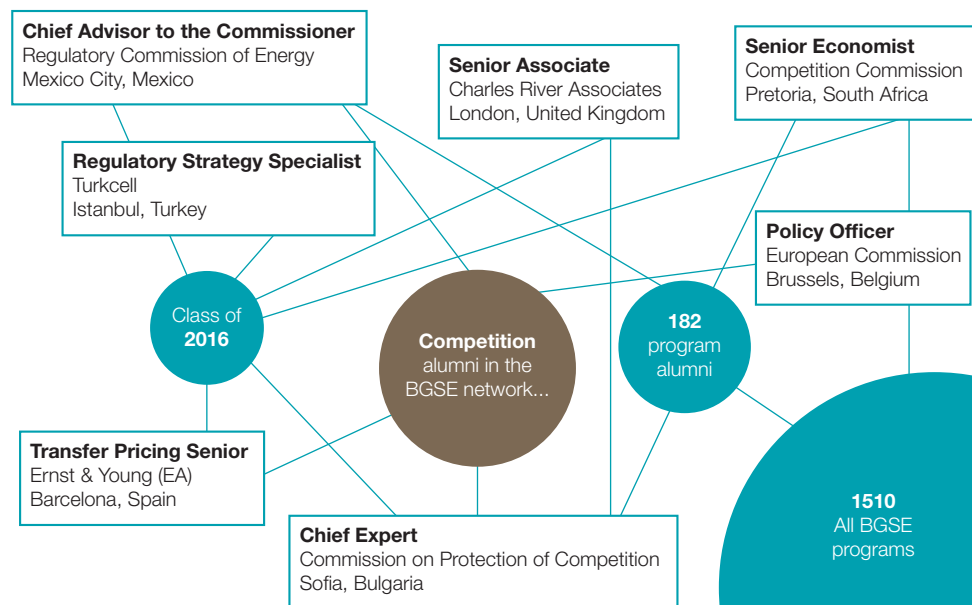 Chief Advisor to the Commissioner
Regulatory Commission of Energy
Mexico City, Mexico
Senior Associate
Charles River Associates
London, United Kingdom
Senior Economist
Competition Commission
Pretoria, South Africa
Regulatory Strategy Specialist
Turkcell
Istanbul, Turkey
Policy Officer
European Commission
Brussels, Belgium
Class of
2016
Competition
alumni in the
BGSE network...
182
program
alumni
Transfer Pricing Senior
Ernst & Young (EA)
Barcelona, Spain
Chief Expert
Commission on Protection of Competition
Sofia, Bulgaria
1510
All BGSE
programs